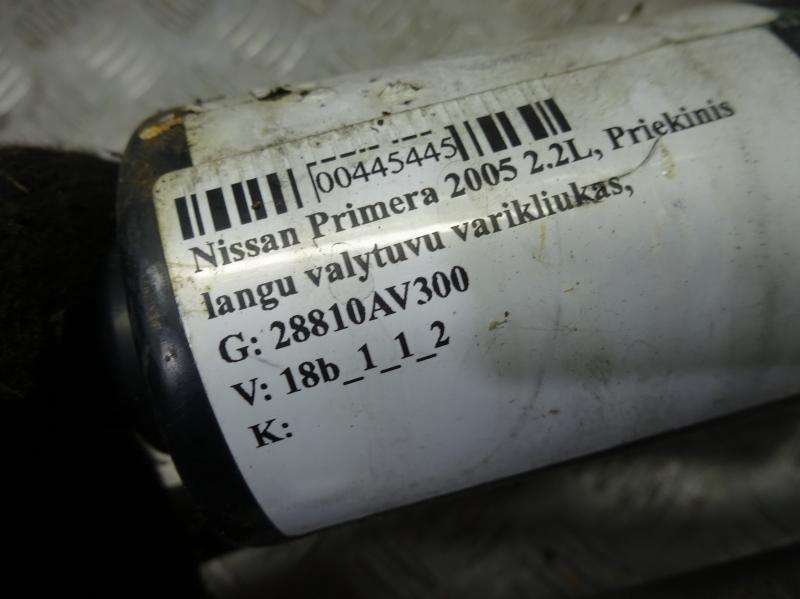 00445445
Nissan Primera 2005 2.2L, Priekinis
langu valytuvu varikliukas,
G: 28810AV300
V: 18b_1_1_2
K: